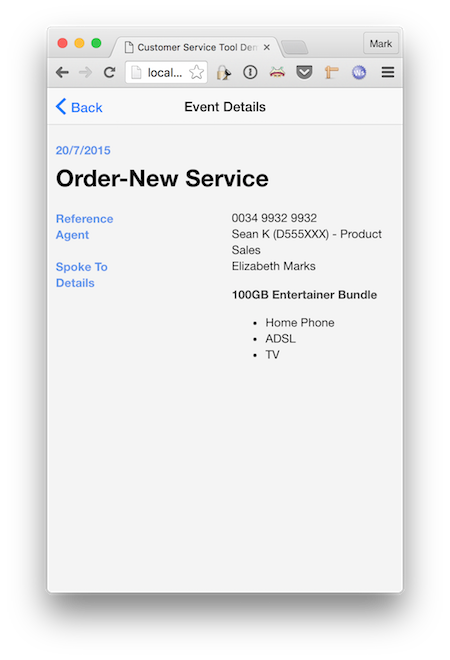 Customer Service Tool Den
Mark
local...
Back
Event Details
20/7/2015
Order-New Service
Reference
0034 9932 9932
Agent
Sean K (D555XXX) - Product
Sales
Spoke To
Elizabeth Marks
Details
100GB Entertainer Bundle
• Home Phone
• ADSL
• TV